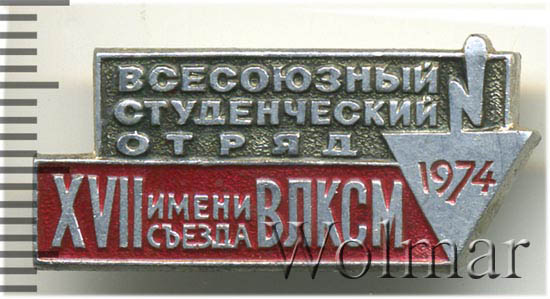 ВСЕСОЮЗНЫЙ
СТУДЕНЧЕСКИЙ
ОТРЯД
1974
XVII ИМЕНИ СЪЕЗДА ВЛКСМ
Wolmar